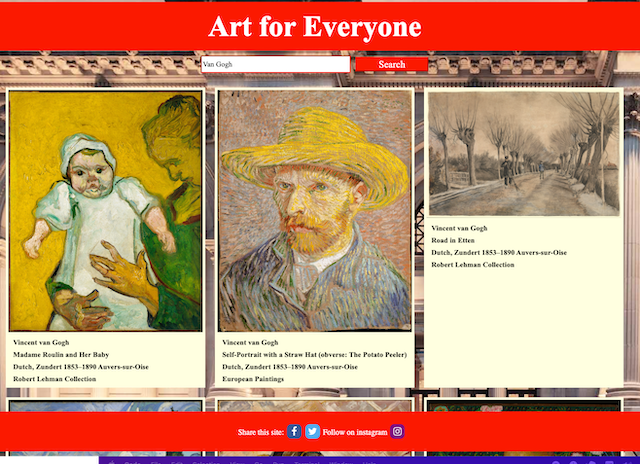 Art for Everyone
Van Gogh
Search
Vincent van Gogh
Madame Roulin and Her Baby
Dutch, Zundert 1853–1890 Auvers-sur-Oise
Robert Lehman Collection
Vincent van Gogh
Self-Portrait with a Straw Hat (obverse: The Potato Peeler)
Dutch, Zundert 1853–1890 Auvers-sur-Oise
European Paintings
Vincent van Gogh
Road in Etten
Dutch, Zundert 1853–1890 Auvers-sur-Oise
Robert Lehman Collection
Share this site: Follow on instagram